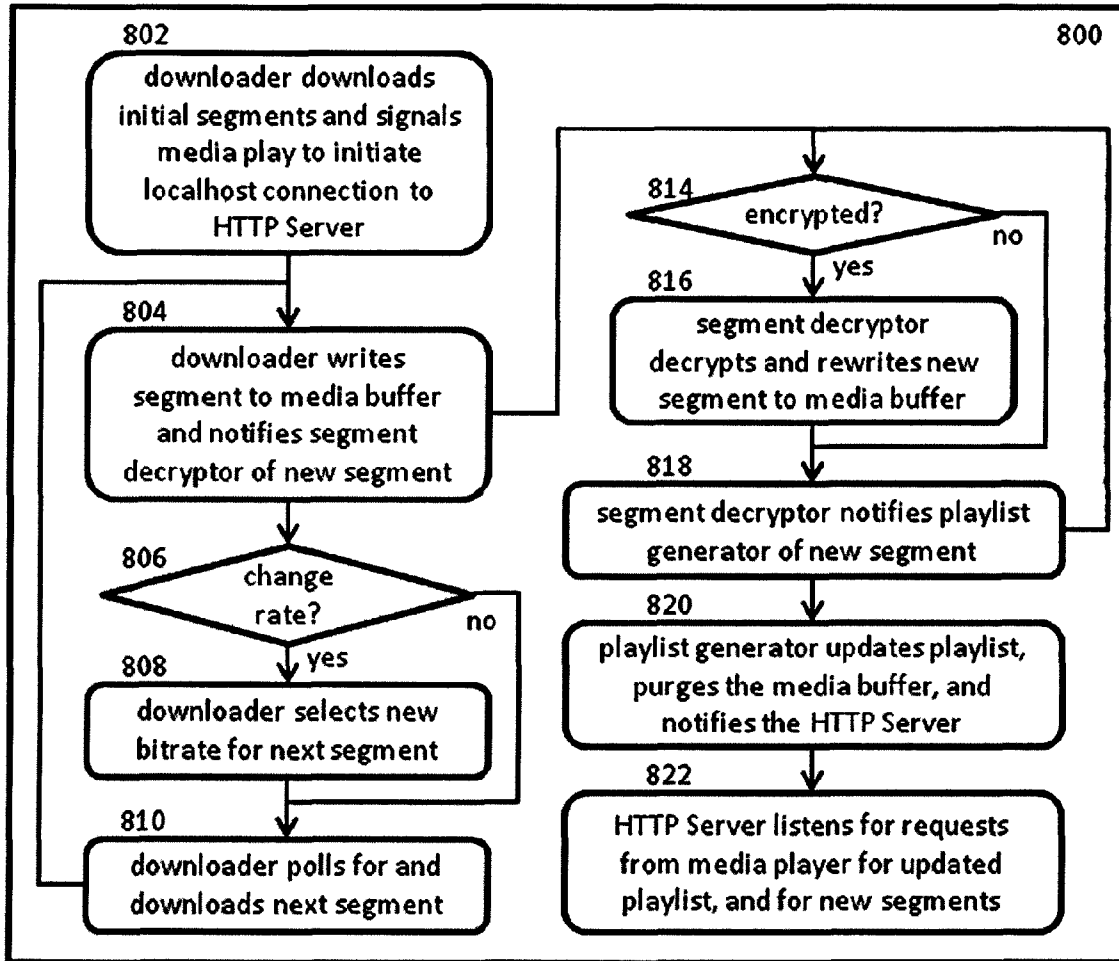 800
802
downloader downloads
initial segments and signals
media play to initiate
localhost connection to
HTTP Server
804
downloader writes
segment to media buffer
and notifies segment
decryptor of new segment
806
change
rate?
no
yes
808
downloader selects new
bitrate for next segment
810
downloader polls for and
downloads next segment
814
encrypted?
no
yes
816
segment decryptor
decrypts and rewrites new
segment to media buffer
818
segment decryptor notifies playlist
generator of new segment
820
playlist generator updates playlist,
purges the media buffer, and
notifies the HTTP Server
822
HTTP Server listens for requests
from media player for updated
playlist, and for new segments